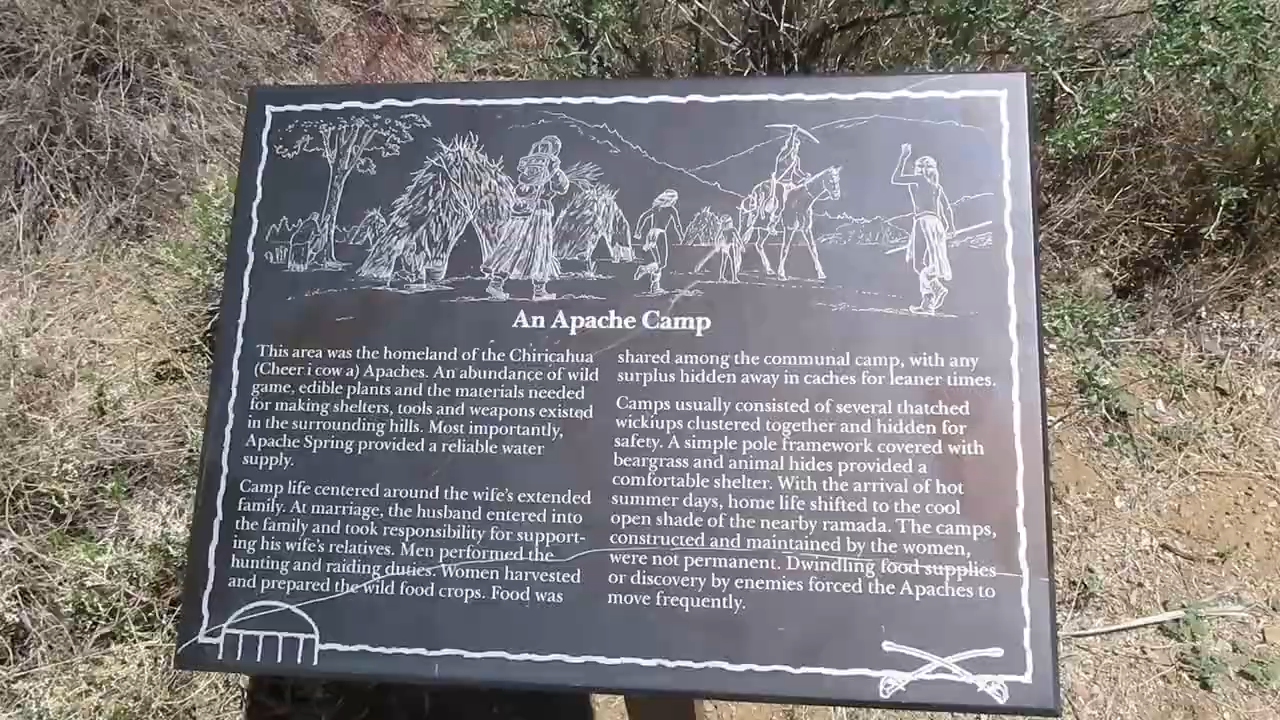 An Apache Camp
This area was the homeland of the Chiricahua
(Cheer i cow a) Apaches. An abundance of wild
game, edible plants and the materials needed
for making shelters, tools and weapons existed
in the surrounding hills. Most importantly,
Apache Spring provided a reliable water
supply.
Camp life centered around the wife's extended
family. At marriage, the husband entered into
the family and took responsibility for support-
ing his wife's relatives. Men performed the
hunting and raiding duties. Women harvested
and prepared the wild food crops. Food was
shared among the communal camp, with any
surplus hidden away in caches for leaner times.
Camps usually consisted of several thatched
wickiups clustered together and hidden for
safety. A simple pole framework covered with
beargrass and animal hides provided a
comfortable shelter. With the arrival of hot
summer days, home life shifted to the cool
open shade of the nearby ramada. The camps,
constructed and maintained by the women,
were not permanent. Dwindling food supplies
or discovery by enemies forced the Apaches to
move frequently.